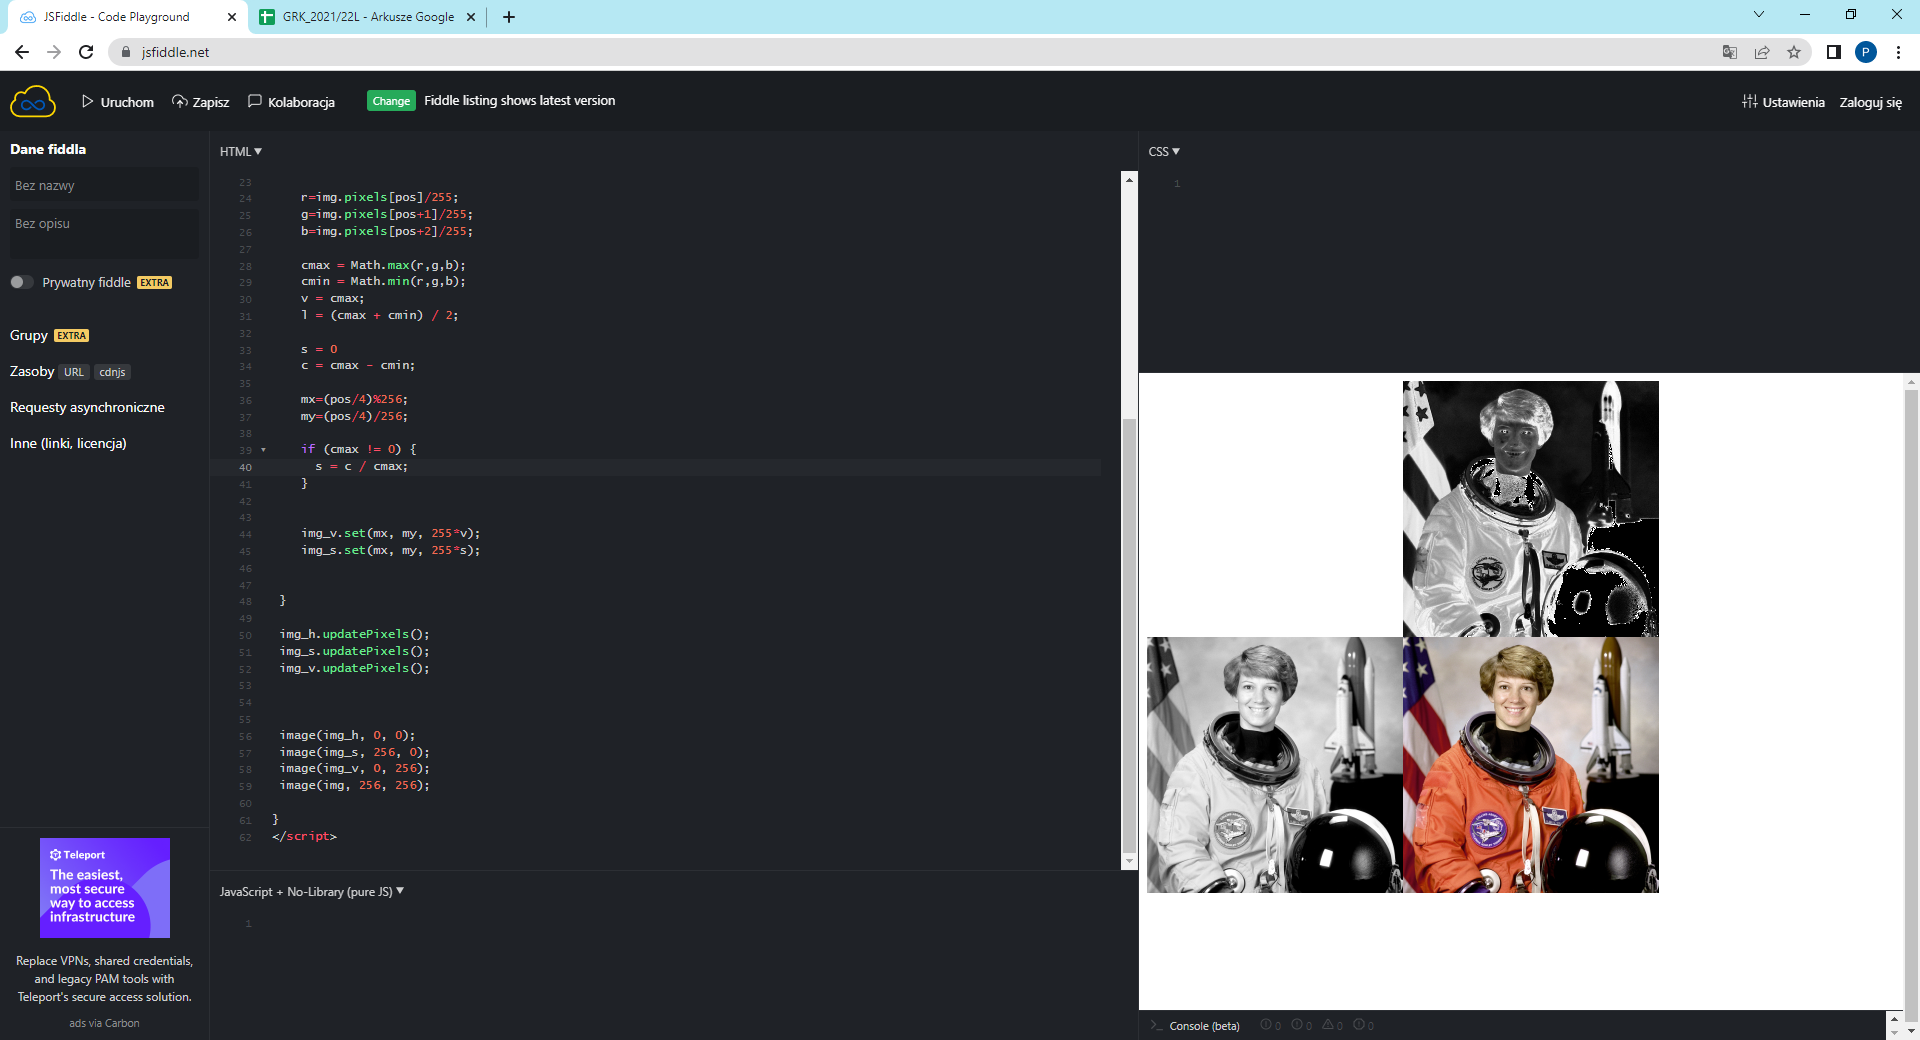 JSFiddle - Code Playground
GRK_2021/22L - Arkusze Google
jsfiddle.net
P
Uruchom
Zapisz
Kolaboracja
Change
Fiddle listing shows latest version
Ustawienia
Zaloguj się
Dane fiddla
Bez nazwy
Bez opisu
Prywatny fiddle EXTRA
Grupy EXTRA
Zasoby URL cdnjs
Requesty asynchroniczne
Inne (linki, licencja)
Teleport
The easiest,
most secure
way to access
infrastructure
Replace VPNs, shared credentials,
and legacy PAM tools with
Teleport's secure access solution.
ads via Carbon
HTML
23
24 r=img.pixels[pos]/255;
25 g=img.pixels[pos+1]/255;
26 b=img.pixels[pos+2]/255;
27
28 cmax = Math.max(r,g,b);
29 cmin = Math.min(r,g,b);
30 v = cmax;
31 l = (cmax + cmin) / 2;
32
33 s = 0
34 c = cmax - cmin;
35
36 mx=(pos/4)%256;
37 my=(pos/4)/256;
38
39 if (cmax != 0) {
40 s = c / cmax;
41 }
42
43
44 img_v.set(mx, my, 255*v);
45 img_s.set(mx, my, 255*s);
46
47
48 }
49
50 img_h.updatePixels();
51 img_s.updatePixels();
52 img_v.updatePixels();
53
54
55
56 image(img_h, 0, 0);
57 image(img_s, 256, 0);
58 image(img_v, 0, 256);
59 image(img, 256, 256);
60
61 }
62 </script>
JavaScript + No-Library (pure JS)
1
CSS
1
>_ Console (beta) 0 0 0 0